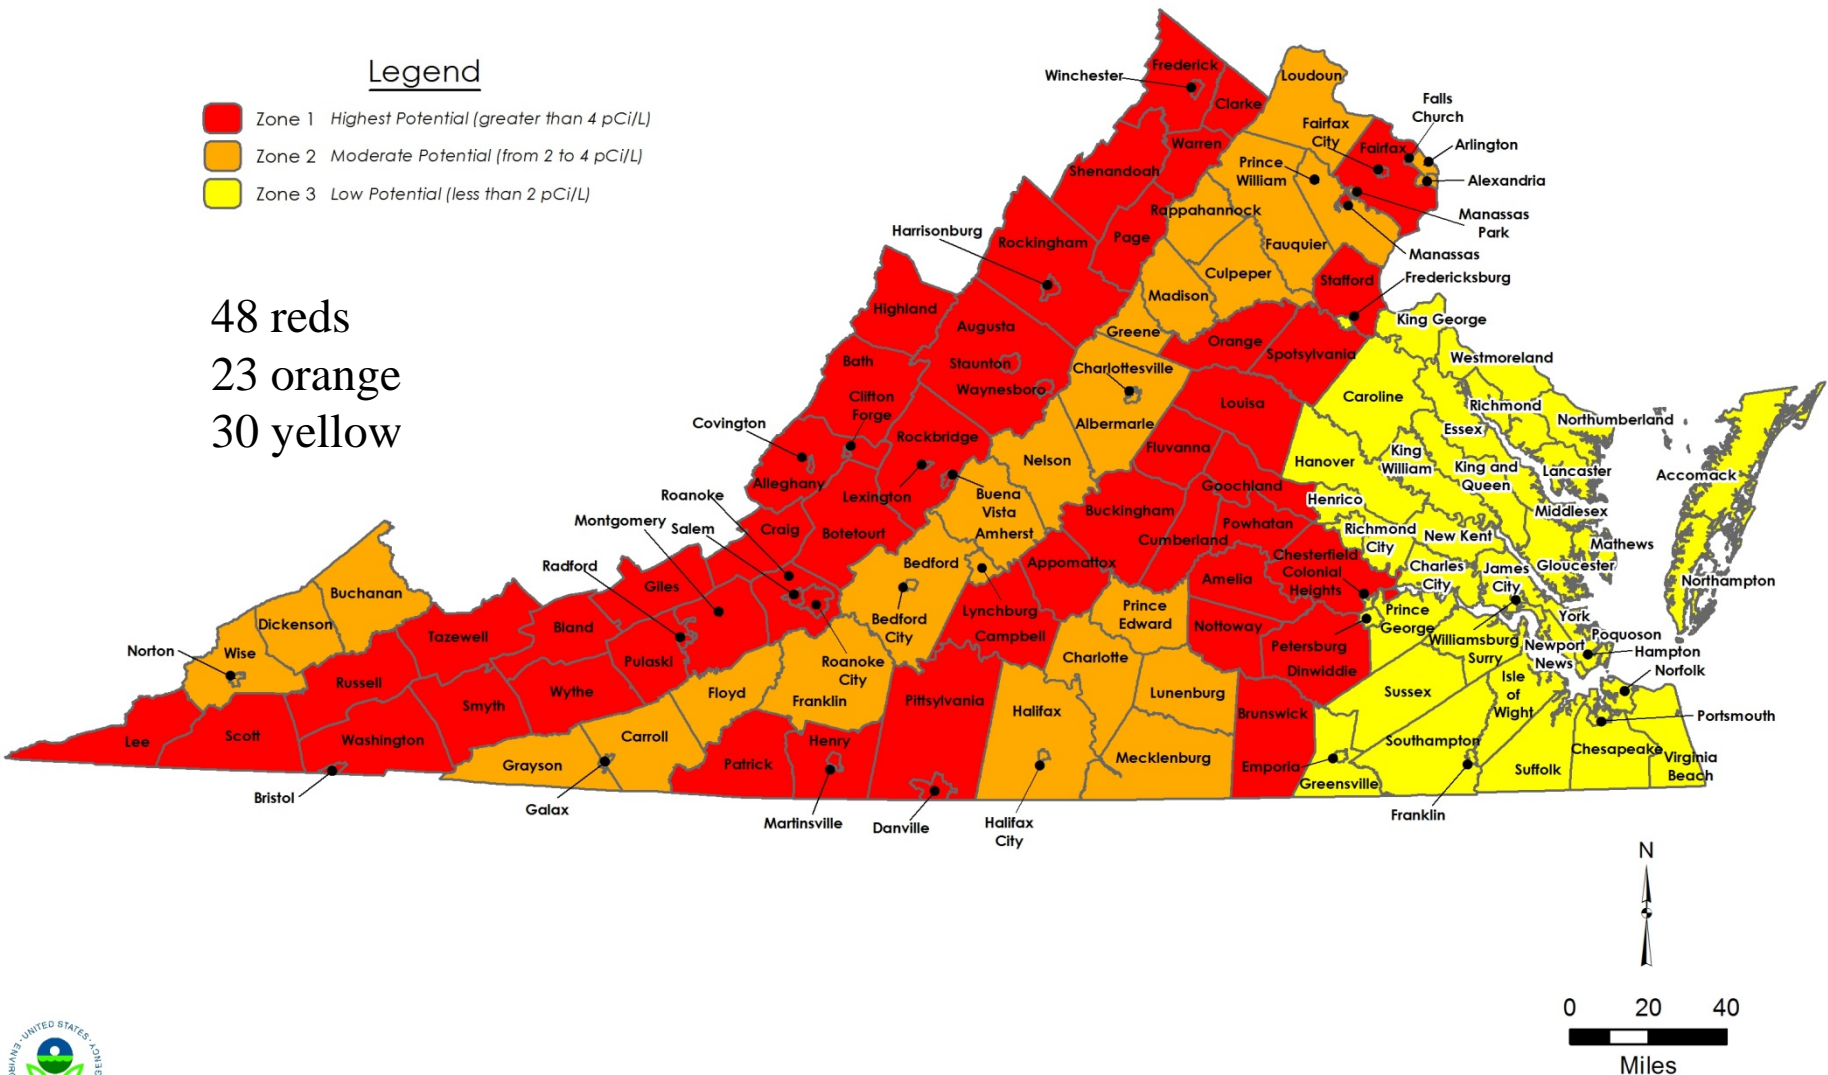 Legend
Zone 1 Highest Potential (greater than 4 pCi/L)
Zone 2 Moderate Potential (from 2 to 4 pCi/L)
Zone 3 Low Potential (less than 2 pCi/L)
48 reds
23 orange
30 yellow
Frederick
Winchester
Clarke
Loudoun
Falls
Church
Fairfax
City
Fairfax
Arlington
Warren
Shenandoah
Prince
William
Alexandria
Rappahannock
Manassas
Park
Harrisonburg
Rockingham
Page
Fauquier
Manassas
Culpeper
Stafford
Fredericksburg
Madison
Highland
King George
Augusta
Greene
Orange
Spotsylvania
Westmoreland
Bath
Staunton
Charlottesville
Waynesboro
Caroline
Richmond
Northumberland
Clifton
Forge
Louisa
Covington
Albermarle
Essex
Rockbridge
Fluvanna
King
William
Hanover
Nelson
King and
Queen
Lancaster
Accomack
Alleghany
Lexington
Goochland
Henrico
Roanoke
Buena
Vista
Buckingham
Middlesex
Montgomery
Salem
Craig
Botetourt
Amherst
Powhatan
Richmond
City
New Kent
Cumberland
Mathews
Chesterfield
Radford
Giles
Bedford
Appomattox
Colonial
Heights
Charles
City
James
City
Gloucester
Buchanan
Amelia
Northampton
Dickenson
Bland
Bedford
City
Lynchburg
Prince
Edward
Prince
George
York
Tazewell
Campbell
Nottoway
Poquoson
Norton
Wise
Petersburg
Williamsburg
Newport
News
Hampton
Pulaski
Roanoke
City
Charlotte
Surry
Dinwiddie
Norfolk
Russell
Wythe
Floyd
Franklin
Pittsylvania
Lunenburg
Sussex
Isle
of
Wight
Smyth
Halifax
Brunswick
Portsmouth
Lee
Scott
Washington
Carroll
Henry
Southampton
Chesapeake
Grayson
Patrick
Mecklenburg
Emporia
Virginia
Beach
Suffolk
Greensville
Bristol
Galax
Martinsville
Danville
Halifax
City
Franklin
N
0 20 40
Miles
UNITED STATES